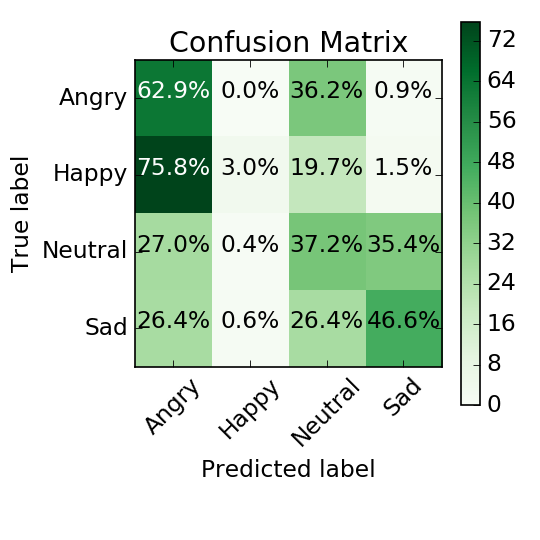 Confusion Matrix
Angry 62.9% 0.0% 36.2% 0.9%
Happy 75.8% 3.0% 19.7% 1.5%
Neutral 27.0% 0.4% 37.2% 35.4%
Sad 26.4% 0.6% 26.4% 46.6%
True label
Angry Happy Neutral Sad
Predicted label
72
64
56
48
40
32
24
16
8
0